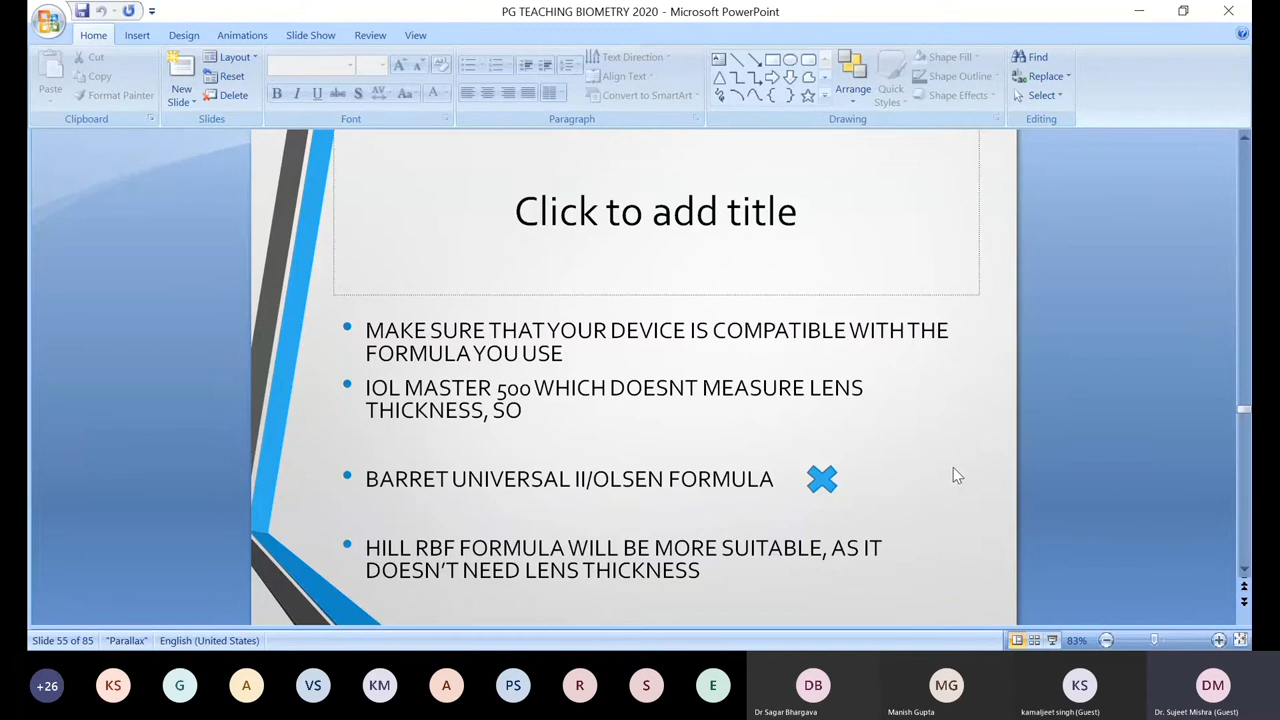 PG TEACHING BIOMETRY 2020 - Microsoft PowerPoint
Home Insert Design Animations Slide Show Review View
Paste
Cut
Copy
Format Painter
Clipboard
New
Slide
Layout
Reset
Delete
Slides
B I U abc S AV Aa A
Font
Text Direction
Align Text
Convert to SmartArt
Paragraph
Arrange
Quick
Styles
Shape Fill
Shape Outline
Shape Effects
Drawing
Find
Replace
Select
Editing
Click to add title
• MAKE SURE THAT YOUR DEVICE IS COMPATIBLE WITH THE
FORMULA YOU USE
• IOL MASTER 500 WHICH DOESNT MEASURE LENS
THICKNESS, SO
• BARRET UNIVERSAL II/OLSEN FORMULA
• HILL RBF FORMULA WILL BE MORE SUITABLE, AS IT
DOESN'T NEED LENS THICKNESS
Slide 55 of 85 "Parallax" English (United States) 83%
+26 KS G A VS KM A PS R S E DB MG KS DM
Dr Sagar Bhargava Manish Gupta kamaljeet singh (Guest) Dr. Sujeet Mishra (Guest)